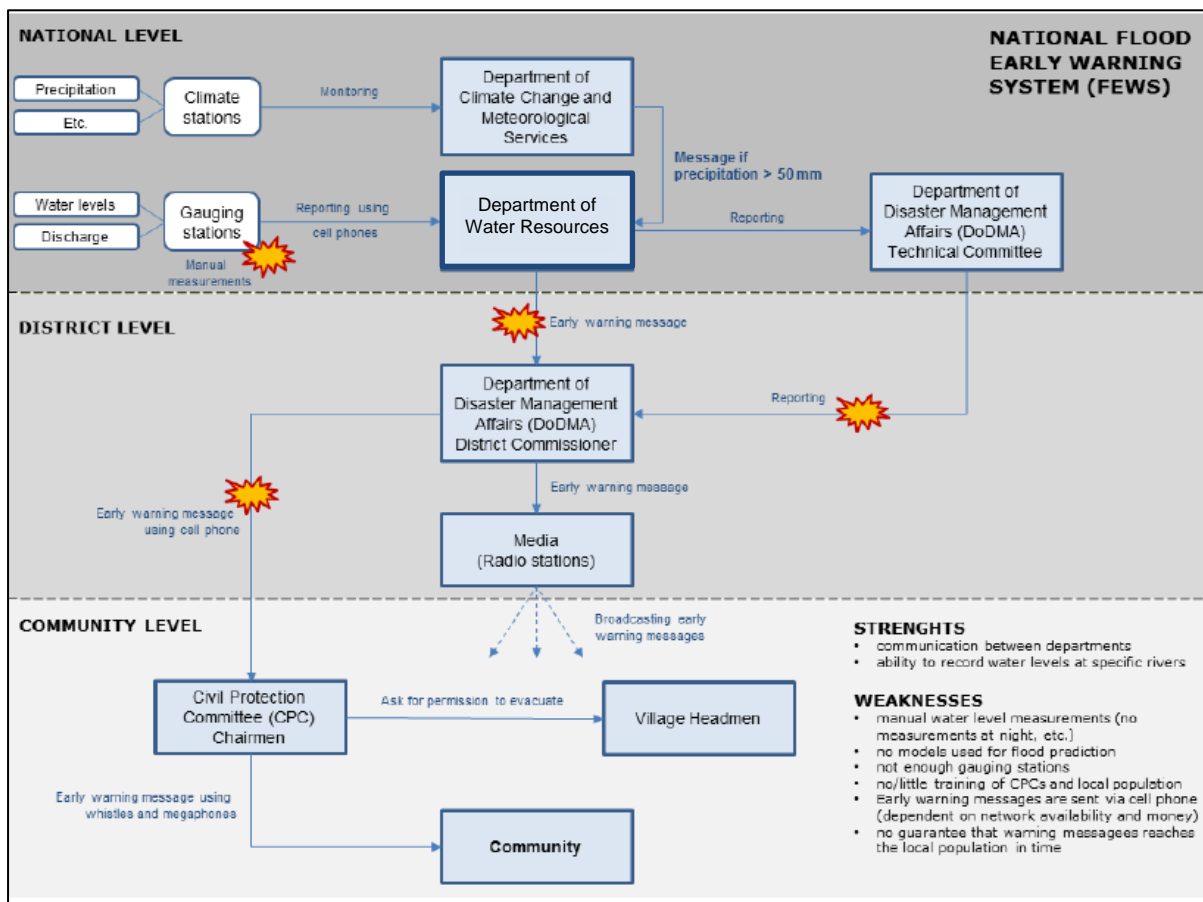 NATIONAL LEVEL
NATIONAL FLOOD
EARLY WARNING
SYSTEM (FEWS)
Precipitation
Etc.
Climate
stations
Monitoring
Department of
Climate Change and
Meteorological
Services
Message if
precipitation > 50 mm
Water levels
Discharge
Gauging
stations
Manual
measurements
Reporting using
cell phones
Department of
Water Resources
Reporting
Department of
Disaster Management
Affairs (DoDMA)
Technical Committee
DISTRICT LEVEL
Early warning message
Department of
Disaster Management
Affairs (DoDMA)
District Commissioner
Reporting
Early warning message
using cell phone
Early warning message
Media
(Radio stations)
COMMUNITY LEVEL
Broadcasting early
warning messages
Civil Protection
Committee (CPC)
Chairmen
Ask for permission to evacuate
Village Headmen
Early warning message using
whistles and megaphones
Community
STRENGHTS
• communication between departments
• ability to record water levels at specific rivers
WEAKNESSES
• manual water level measurements (no
measurements at night, etc.)
• no models used for flood prediction
• not enough gauging stations
• no/little training of CPCs and local population
• Early warning messages are sent via cell phone
(dependent on network availability and money)
• no guarantee that warning messagees reaches
the local population in time